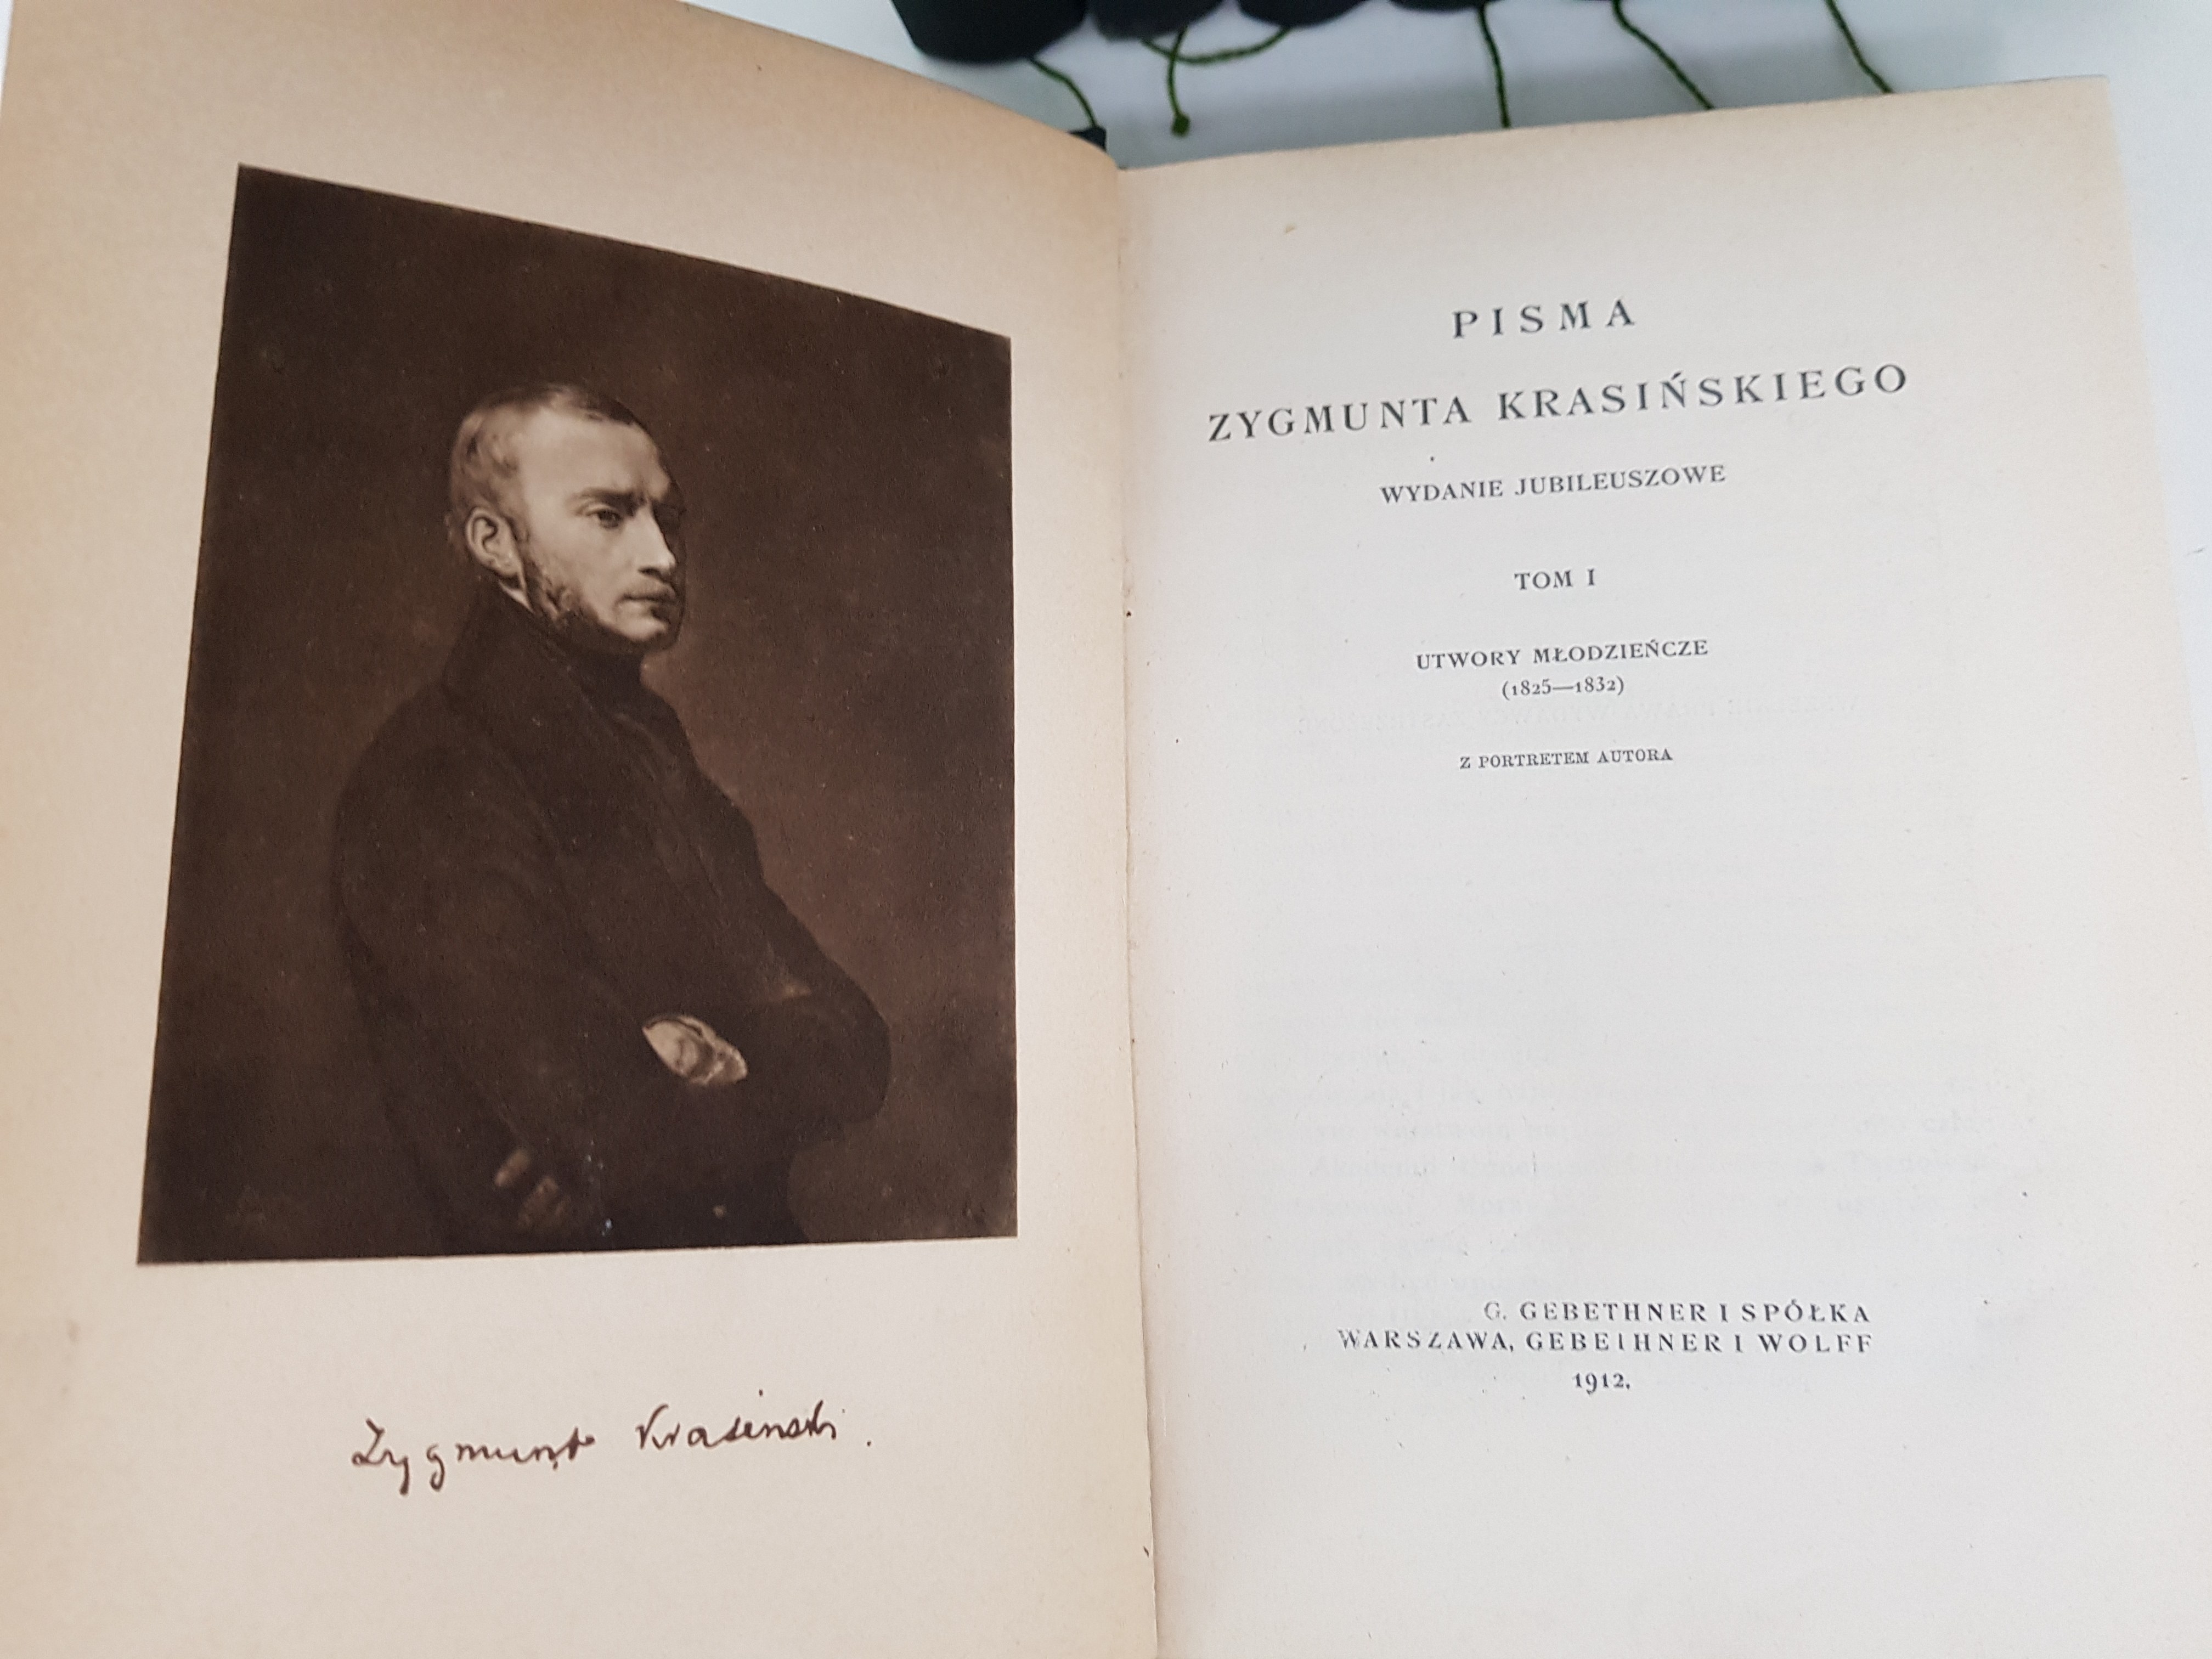 Zygmunt Krasinski.
PISMA
ZYGMUNTA KRASIŃSKIEGO
WYDANIE JUBILEUSZOWE
TOM I
UTWORY MŁODZIEŃCZE
(1825—1832)
Z PORTRETEM AUTORA
G. GEBETHNER I SPÓŁKA
WARSZAWA, GEBETHNER I WOLFF
1912.